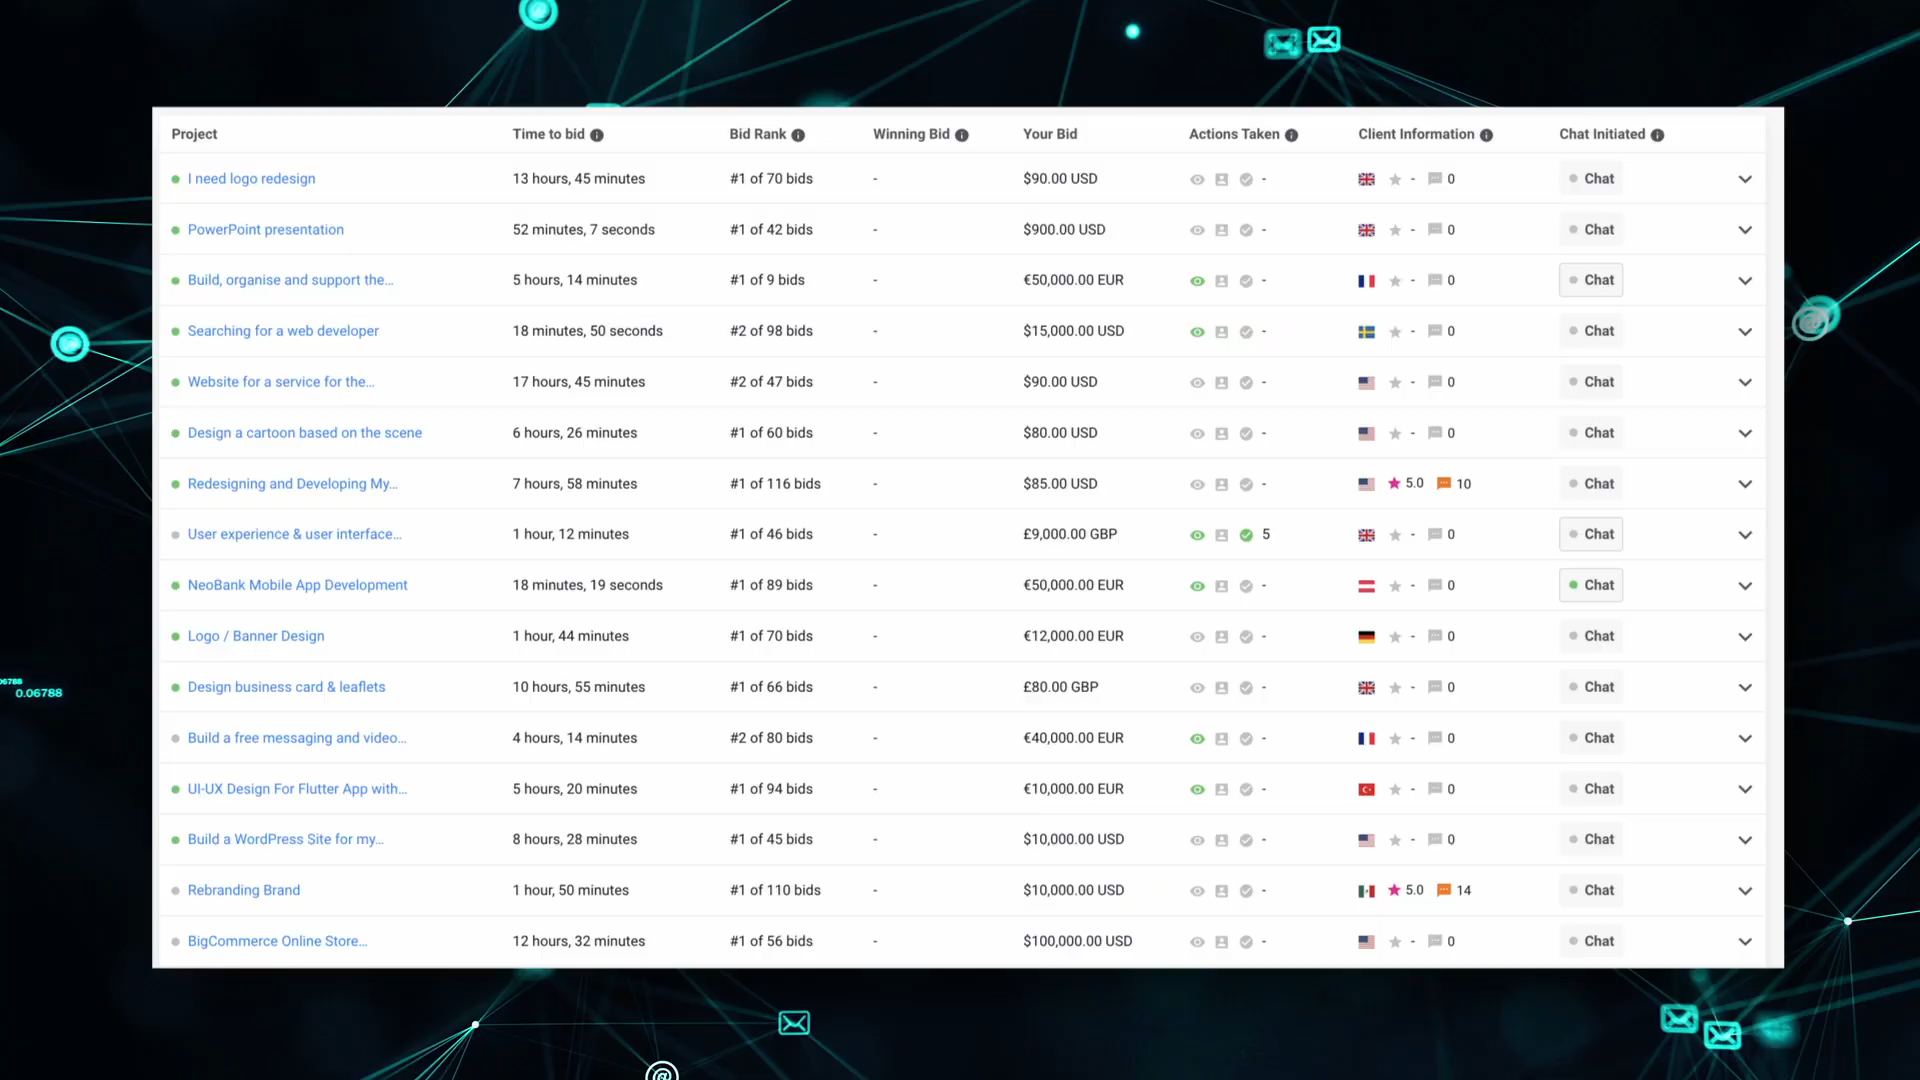 Project Time to bid Bid Rank Winning Bid Your Bid Actions Taken Client Information Chat Initiated
I need logo redesign 13 hours, 45 minutes #1 of 70 bids - $90.00 USD - - 0 Chat
PowerPoint presentation 52 minutes, 7 seconds #1 of 42 bids - $900.00 USD - - 0 Chat
Build, organise and support the... 5 hours, 14 minutes #1 of 9 bids - €50,000.00 EUR - - 0 Chat
Searching for a web developer 18 minutes, 50 seconds #2 of 98 bids - $15,000.00 USD - - 0 Chat
Website for a service for the... 17 hours, 45 minutes #2 of 47 bids - $90.00 USD - - 0 Chat
Design a cartoon based on the scene 6 hours, 26 minutes #1 of 60 bids - $80.00 USD - - 0 Chat
Redesigning and Developing My... 7 hours, 58 minutes #1 of 116 bids - $85.00 USD - 5.0 10 Chat
User experience & user interface... 1 hour, 12 minutes #1 of 46 bids - £9,000.00 GBP 5 - 0 Chat
NeoBank Mobile App Development 18 minutes, 19 seconds #1 of 89 bids - €50,000.00 EUR - - 0 Chat
Logo / Banner Design 1 hour, 44 minutes #1 of 70 bids - €12,000.00 EUR - - 0 Chat
Design business card & leaflets 10 hours, 55 minutes #1 of 66 bids - £80.00 GBP - - 0 Chat
Build a free messaging and video... 4 hours, 14 minutes #2 of 80 bids - €40,000.00 EUR - - 0 Chat
UI-UX Design For Flutter App with... 5 hours, 20 minutes #1 of 94 bids - €10,000.00 EUR - - 0 Chat
Build a WordPress Site for my... 8 hours, 28 minutes #1 of 45 bids - $10,000.00 USD - - 0 Chat
Rebranding Brand 1 hour, 50 minutes #1 of 110 bids - $10,000.00 USD - 5.0 14 Chat
BigCommerce Online Store... 12 hours, 32 minutes #1 of 56 bids - $100,000.00 USD - - 0 Chat
0.06788